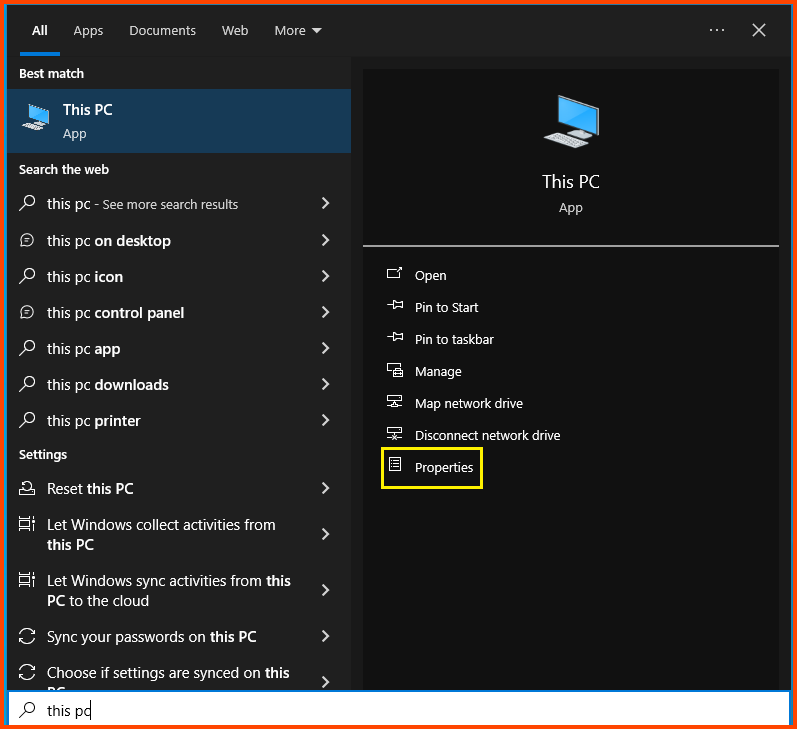 All Apps Documents Web More
Best match
This PC
App
Search the web
this pc - See more search results
this pc on desktop
this pc icon
this pc control panel
this pc app
this pc downloads
this pc printer
Settings
Reset this PC
Let Windows collect activities from
this PC
Let Windows sync activities from this
PC to the cloud
Sync your passwords on this PC
Choose if settings are synced on this
PC
This PC
App
Open
Pin to Start
Pin to taskbar
Manage
Map network drive
Disconnect network drive
Properties
this pc